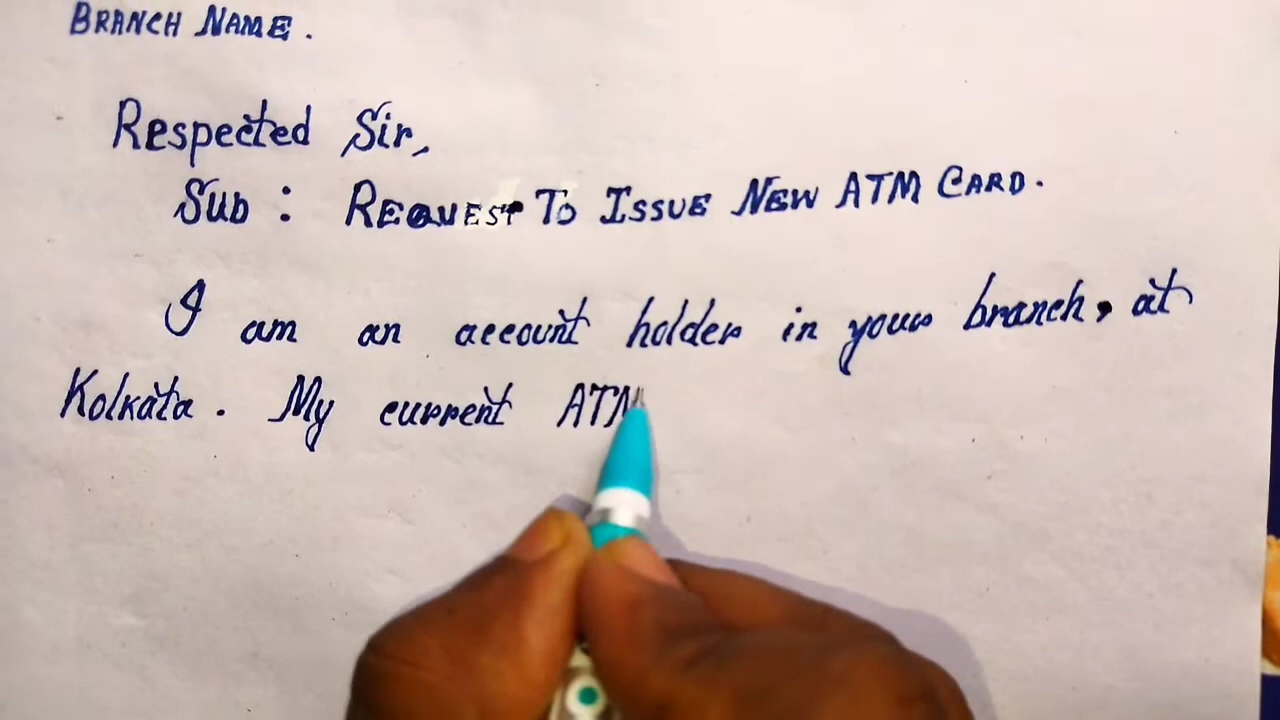 BRANCH NAME.
Respected Sir,
Sub : REQUEST TO ISSUE NEW ATM CARD.
I am an account holder in your branch, at
Kolkata. My current ATM